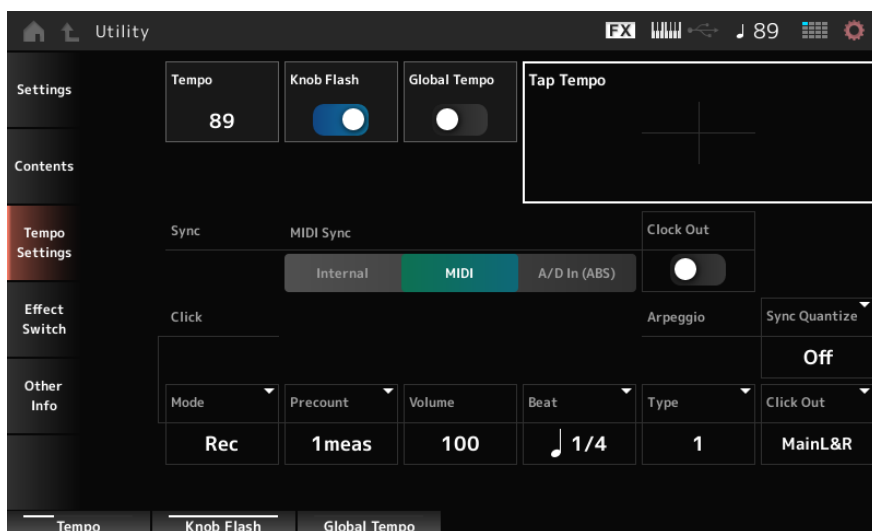 Utility
FX
♩ 89
Settings
Contents
Tempo
Settings
Effect
Switch
Other
Info
Tempo
89
Knob Flash
Global Tempo
Tap Tempo
Sync
MIDI Sync
Internal
MIDI
A/D In (ABS)
Clock Out
Click
Arpeggio
Sync Quantize
Off
Mode
Rec
Precount
1meas
Volume
100
Beat
♩ 1/4
Type
1
Click Out
MainL&R
Tempo
Knob Flash
Global Tempo